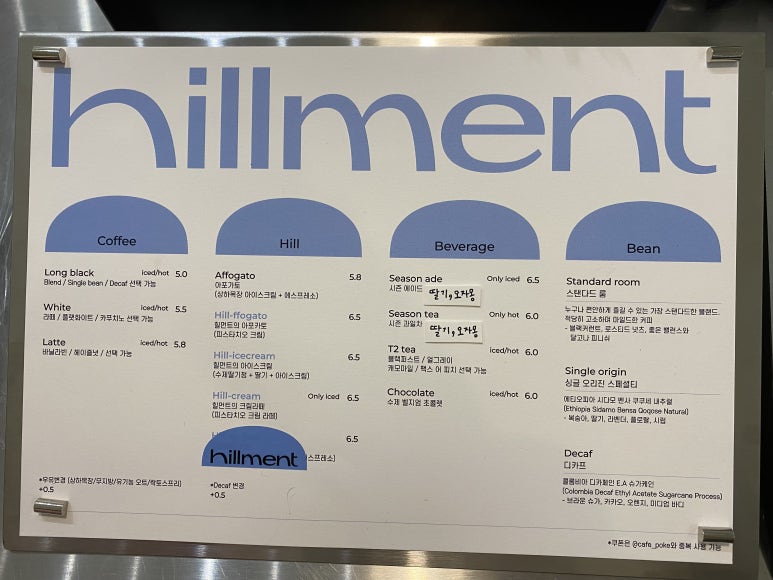 hillment
Coffee
Long black iced/hot 5.0
Blend / Single bean / Decaf 선택 가능
White iced/hot 5.5
라떼 / 플랫화이트 / 카푸치노 선택 가능
Latte iced/hot 5.8
바닐라빈 / 헤이즐넛 / 선택 가능
*우유변경 (상하목장/무지방/유기농 오트/락토스프리)
+0.5
Hill
Affogato 5.8
아포가토
(상하목장 아이스크림 + 에스프레소)
Hill-ffogato 6.5
힐먼트의 아포가토
(피스타치오 크림)
Hill-icecream 6.5
힐먼트의 아이스크림
(수제딸기청 + 딸기 + 아이스크림)
Hill-cream Only iced 6.5
힐먼트의 크림라떼
(피스타치오 크림 라떼)
6.5
hillment
스프레소)
*Decaf 변경
+0.5
Beverage
Season ade Only iced 6.5
시즌 에이드
딸기, 오자몽
Season tea Only hot 6.0
시즌 과일차
딸기, 오자몽
T2 tea iced/hot 6.0
블랙퍼스트 / 얼그레이
캐모마일 / 팩스 어 피치 선택 가능
Chocolate iced/hot 6.0
수제 벨지엄 초콜렛
Bean
Standard room
스탠다드 룸
누구나 편안하게 즐길 수 있는 가장 스탠다드한 블랜드.
적당히 고소하며 마일드한 커피
- 블랙커런트, 로스티드 넛츠, 좋은 밸런스와
달고나 피니쉬
Single origin
싱글 오리진 스페셜티
에티오피아 시다모 벤사 쿠쿠세 내추럴
(Ethiopia Sidamo Bensa Qoqose Natural)
- 복숭아, 딸기, 라벤더, 플로랄, 시럽
Decaf
디카프
콜롬비아 디카페인 E.A 슈가케인
(Colombia Decaf Ethyl Acetate Sugarcane Process)
- 브라운 슈가, 카카오, 오렌지, 미디엄 바디
*쿠폰은 @cafe_poke와 중복 사용 가능